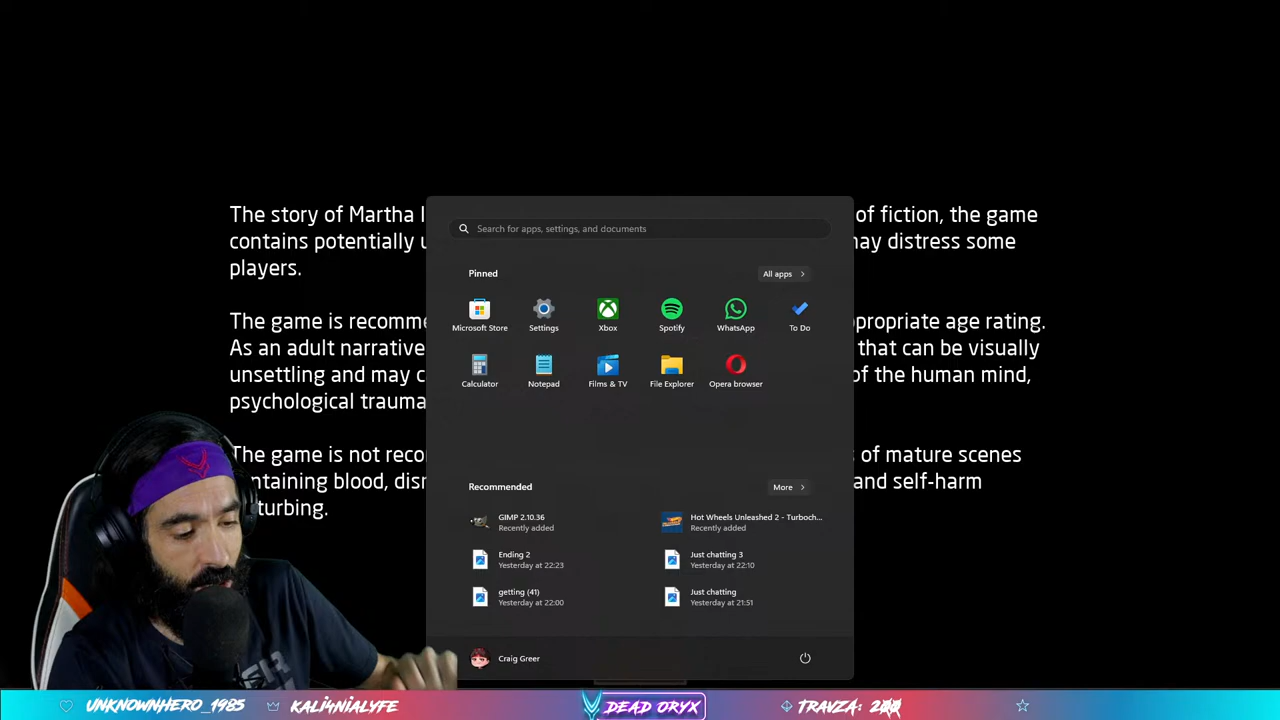 The story of Martha
of fiction, the game
contains potentially
may distress some
players.
The game is
propriate age rating.
As an adult narrative
that can be visually
unsettling and may
of the human mind,
psychological trauma
The game is not
s of mature scenes
containing blood,
and self-harm
Search for apps, settings, and documents
Pinned
All apps
Microsoft Store
Settings
Xbox
Spotify
WhatsApp
To Do
Calculator
Notepad
Films & TV
File Explorer
Opera browser
Recommended
More
GIMP 2.10.36
Recently added
Hot Wheels Unleashed 2 - Turboch...
Recently added
Ending 2
Yesterday at 22:23
Just chatting 3
Yesterday at 22:10
getting (41)
Yesterday at 22:00
Just chatting
Yesterday at 21:51
Craig Greer
UNKNOWNHERO_1985
KALI4NIALYFE
DEAD ORYX
TRAVZA: 200